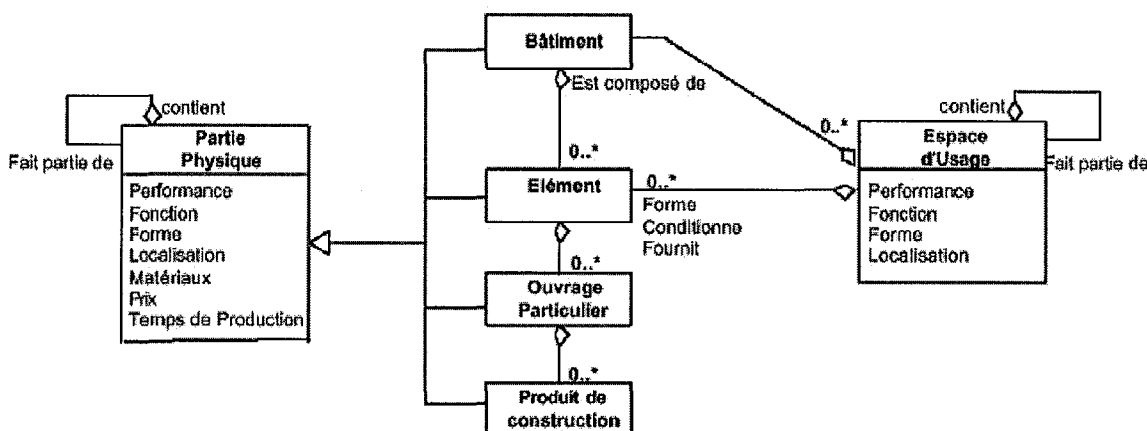 Bâtiment
Est composé de
0..*
Elément
0..*
Forme
Conditionne
Fournit
0..*
Ouvrage
Particulier
0..*
Produit de
construction
contient
Fait partie de
Partie
Physique
Performance
Fonction
Forme
Localisation
Matériaux
Prix
Temps de Production
0..*
contient
Fait partie de
Espace
d'Usage
Performance
Fonction
Forme
Localisation